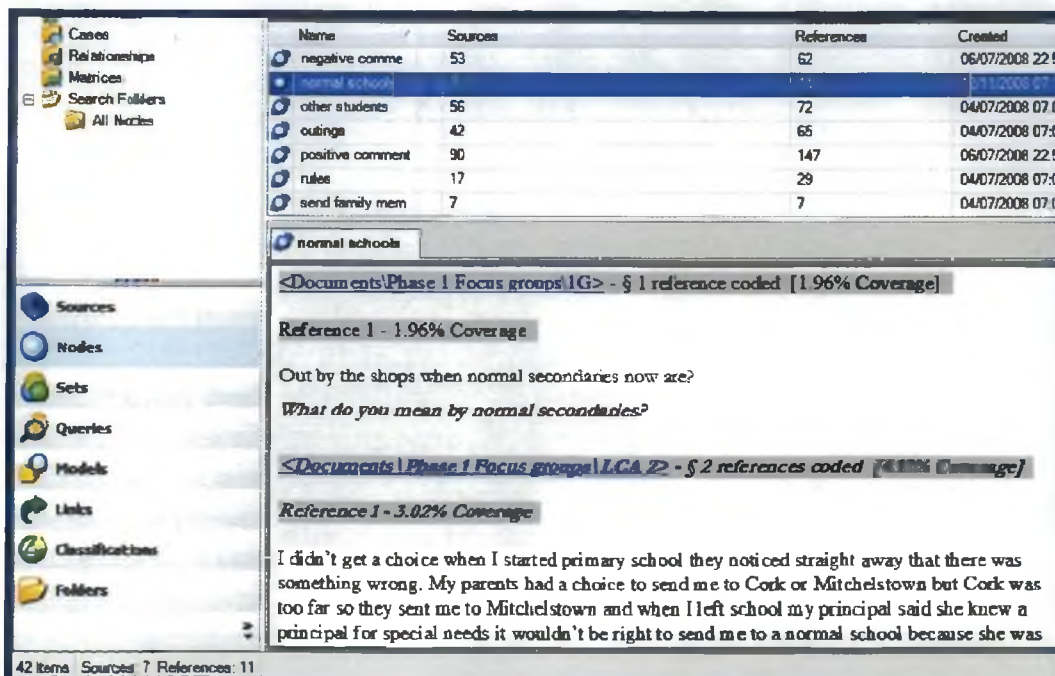 Cases
Relationships
Matrices
Search Folders
All Nodes
Name Sources References Created
negative comme 53 62 06/07/2008 22:5
normal schools 11/2008 07
other students 56 72 04/07/2008 07:0
outings 42 65 04/07/2008 07:0
positive comment 90 147 06/07/2008 22:5
rules 17 29 04/07/2008 07:0
send family mem 7 7 04/07/2008 07:0
normal schools
Sources
Nodes
Sets
Queries
Models
Links
Classifications
Folders
<Documents\Phase 1 Focus groups\1G> - § 1 reference coded [1.96% Coverage]
Reference 1 - 1.96% Coverage
Out by the shops when normal secondaries now are?
What do you mean by normal secondaries?
<Documents\Phase 1 Focus groups\LCA 2> - § 2 references coded Coverage]
Reference 1 - 3.02% Coverage
I didn't get a choice when I started primary school they noticed straight away that there was
something wrong. My parents had a choice to send me to Cork or Mitchelstown but Cork was
too far so they sent me to Mitchelstown and when I left school my principal said she knew a
principal for special needs it wouldn't be right to send me to a normal school because she was
42 Items Sources: 7 References: 11